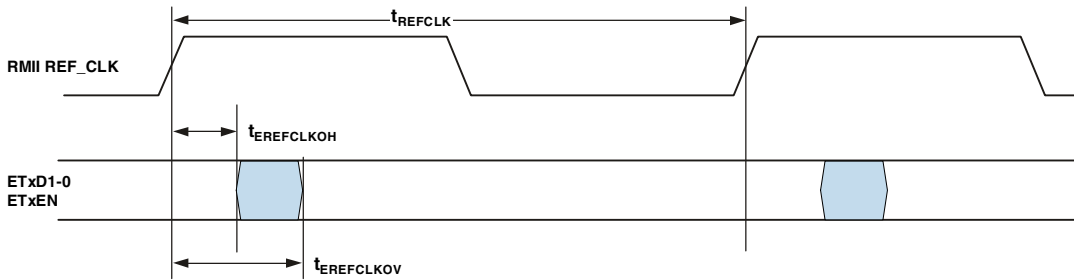 tREFCLK
RMII REF_CLK
tEREFCLKOH
ETxD1-0
ETxEN
tEREFCLKOV